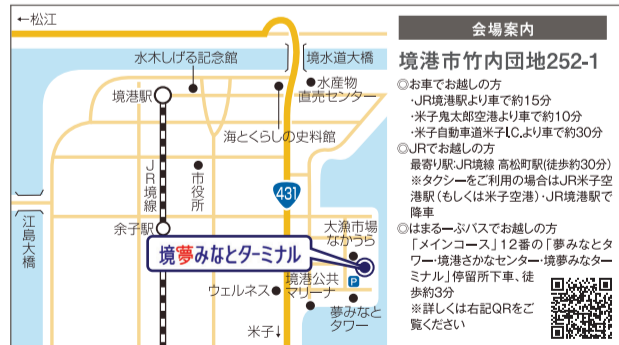 ←松江
水木しげる記念館
境水道大橋
境港駅
水産物
直売センター
海とくらしの史料館
JR境線
市役所
431
江島大橋
余子駅
大漁市場
なかうら
境夢みなとターミナル
P
境港公共
マリーナ
ウェルネス
夢みなと
タワー
米子↓
会場案内
境港市竹内団地252-1
◎お車でお越しの方
・JR境港駅より車で約15分
・米子鬼太郎空港より車で約10分
・米子自動車道米子I.C.より車で約30分
◎JRでお越しの方
最寄り駅:JR境線 高松町駅(徒歩約30分)
※タクシーをご利用の場合はJR米子空
港駅(もしくは米子空港)・JR境港駅で
降車
◎はまるーぷバスでお越しの方
「メインコース」12番の「夢みなとタ
ワー・境港さかなセンター・境夢みなとター
ミナル」停留所下車、徒
歩約3分
※詳しくは右記QRをご
覧ください